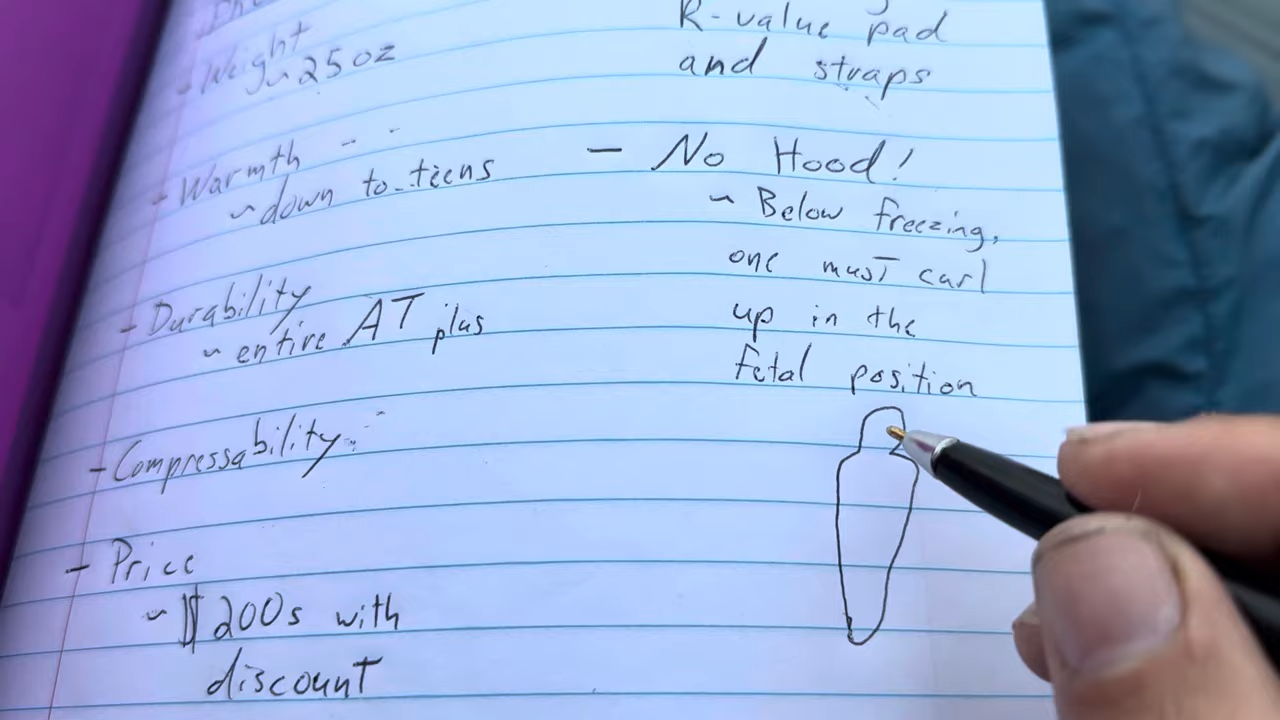 - Weight
~25oz
- Warmth
~ down to teens
- Durability
~ entire AT plus
- Compressability
- Price
~ $200s with
discount
R-value pad
and straps
- No Hood!
~ Below freezing,
one must curl
up in the
fetal position